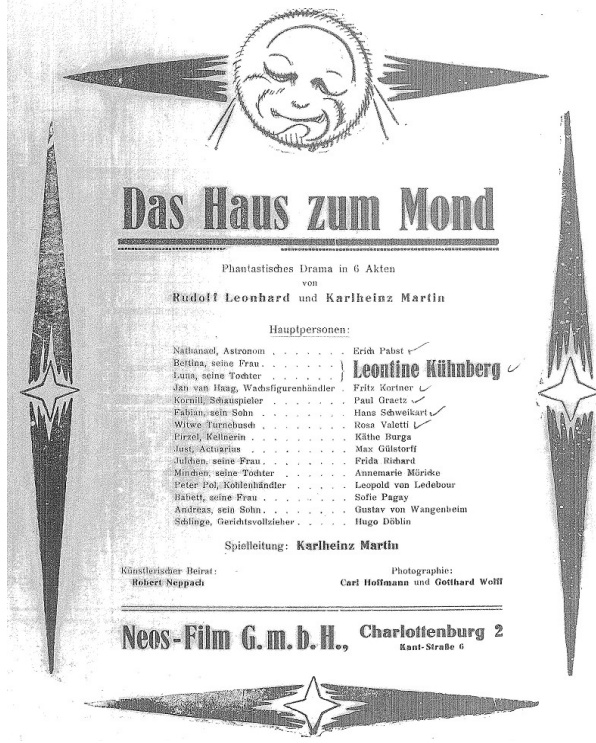 Das Haus zum Mond
Phantastisches Drama in 6 Akten
von
Rudolf Leonhard und Karlheinz Martin
Hauptpersonen:
Nathanael, Astronom . . . . . . . Erich Pabst
Bettina, seine Frau . . . . . . . } Leontine Kühnberg
Luna, seine Tochter . . . . . . .
Jan van Haag, Wachsfigurenhändler . Fritz Kortner
Kornill, Schauspieler . . . . . . Paul Graetz
Fabian, sein Sohn . . . . . . . Hans Schweikart
Witwe Turnebusch . . . . . . . Rosa Valetti
Pirzel, Kellnerin . . . . . . . Käthe Burga
Just, Actuarius . . . . . . . Max Gülstorff
Julchen, seine Frau . . . . . . . Frida Richard
Minchen, seine Tochter . . . . . Annemarie Möricke
Peter Pol, Kohlenhändler . . . . . Leopold von Ledebour
Babett, seine Frau . . . . . . . Sofie Pagay
Andreas, sein Sohn . . . . . . . Gustav von Wangenheim
Schlinge, Gerichtsvollzieher . . . . . Hugo Döblin
Spielleitung: Karlheinz Martin
Künstlerischer Beirat: Photographie:
Robert Neppach Carl Hoffmann und Gotthard Wolff
Neos-Film G.m.b.H., Charlottenburg 2
Kant-Straße 6